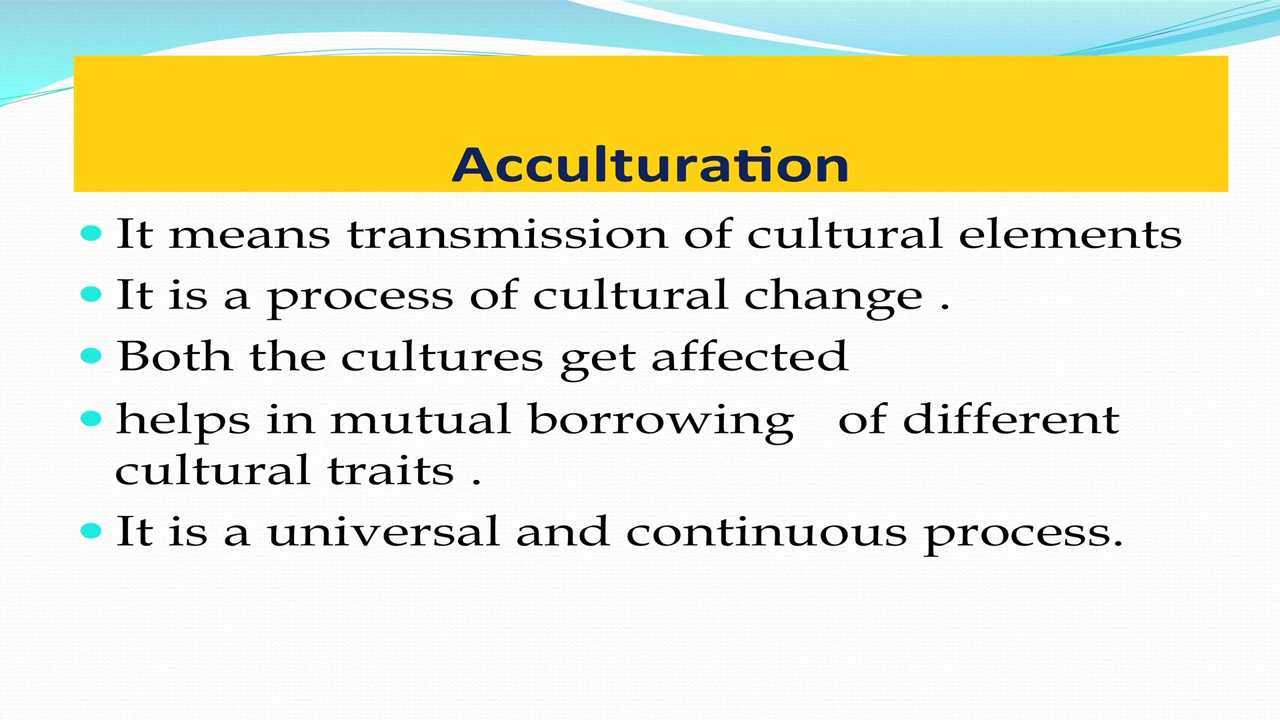 Acculturation
It means transmission of cultural elements
It is a process of cultural change .
Both the cultures get affected
helps in mutual borrowing   of different
cultural traits .
It is a universal and continuous process.